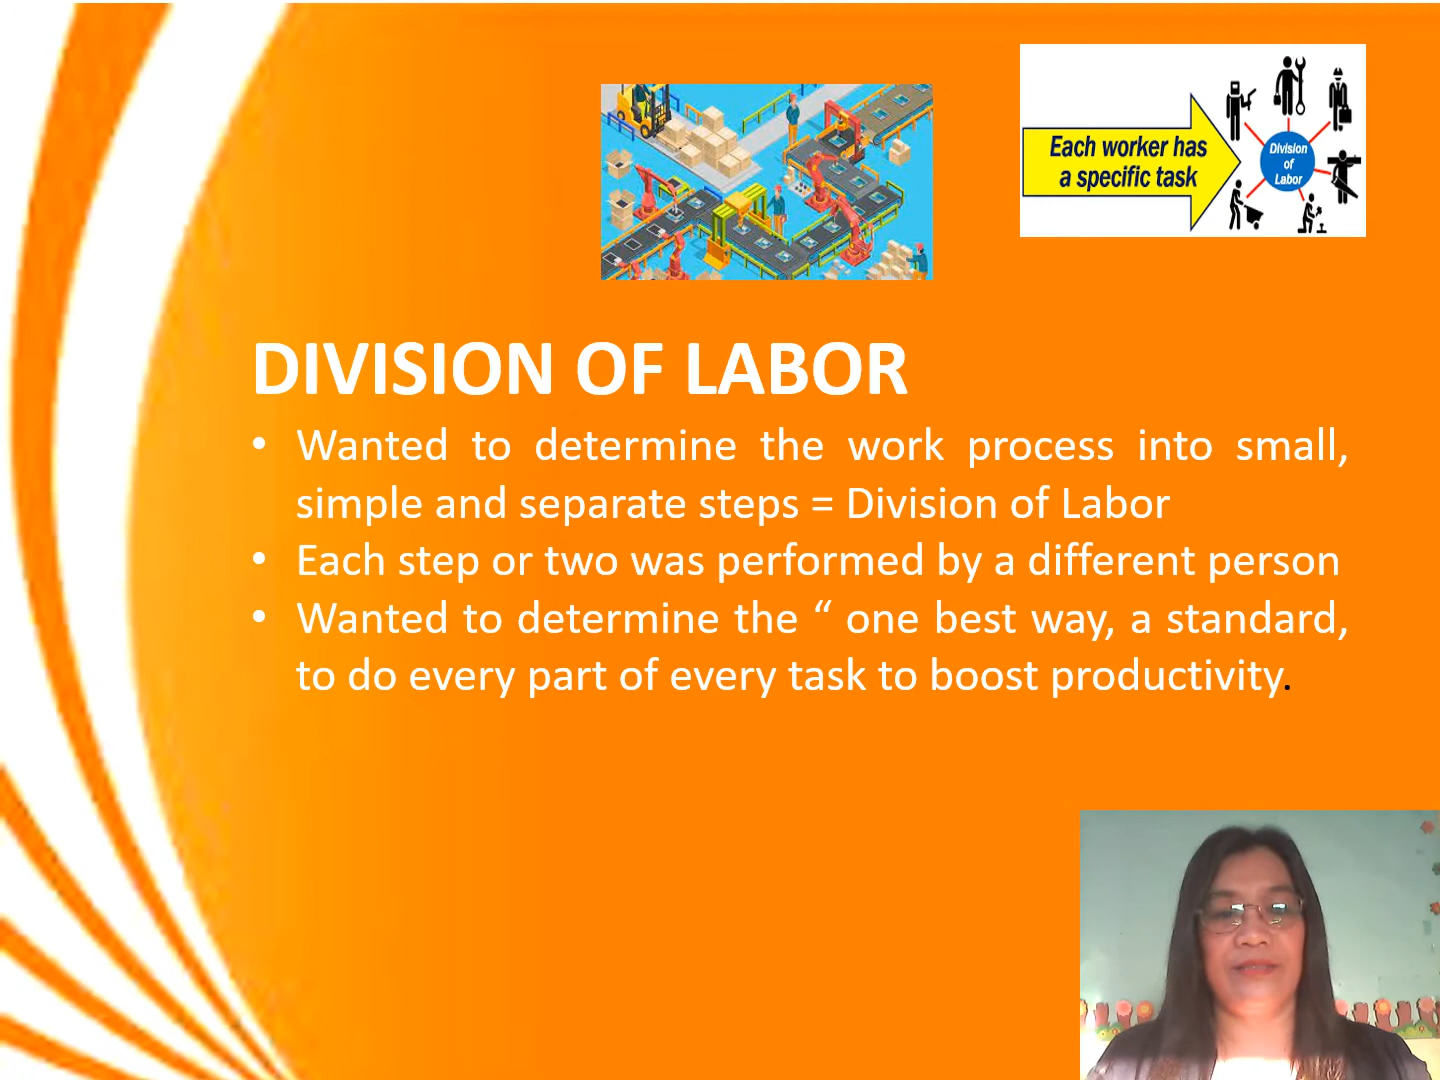 Each worker has
a specific task
Division
of
Labor
DIVISION OF LABOR
• Wanted to determine the work process into small,
simple and separate steps = Division of Labor
• Each step or two was performed by a different person
• Wanted to determine the “ one best way, a standard,
to do every part of every task to boost productivity.